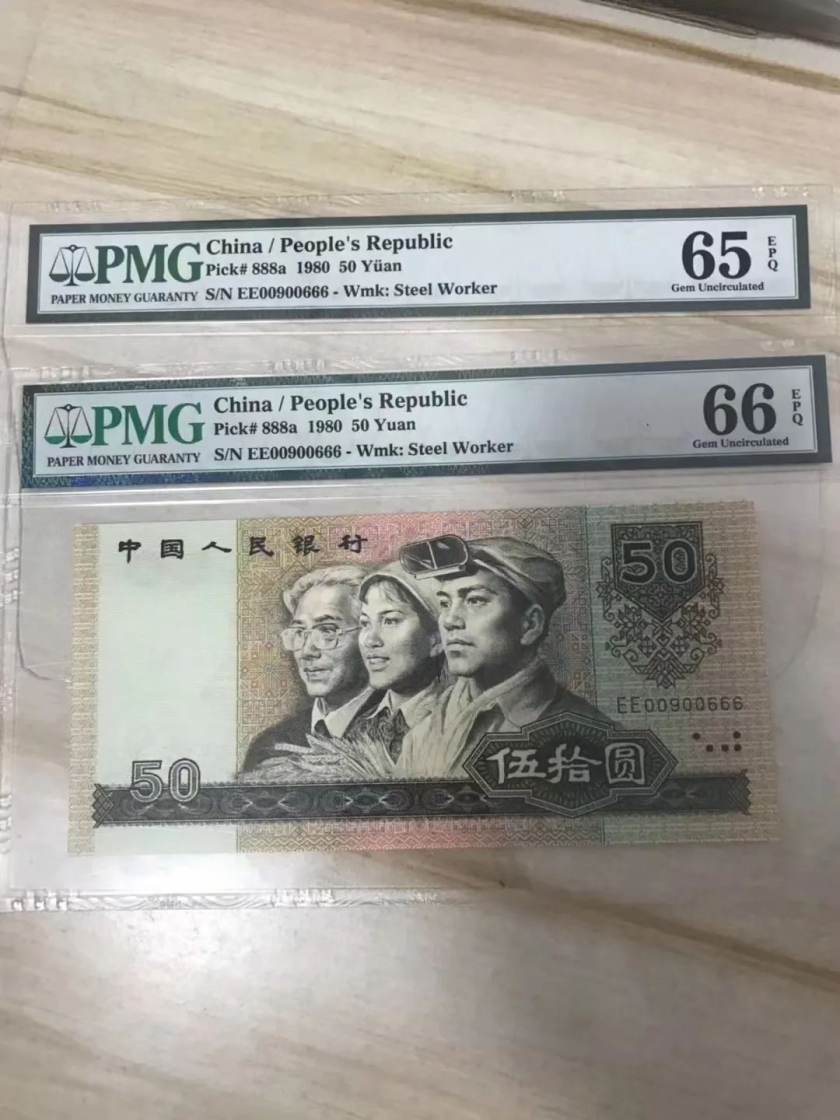 PMG
PAPER MONEY GUARANTY
China / People's Republic
Pick# 888a 1980 50 Yüan
S/N EE00900666 - Wmk: Steel Worker
65
EPQ
Gem Uncirculated
PMG
PAPER MONEY GUARANTY
China / People's Republic
Pick# 888a 1980 50 Yuan
S/N EE00900666 - Wmk: Steel Worker
66
EPQ
Gem Uncirculated
中国人民银行
50
EE00900666
50
伍拾圆